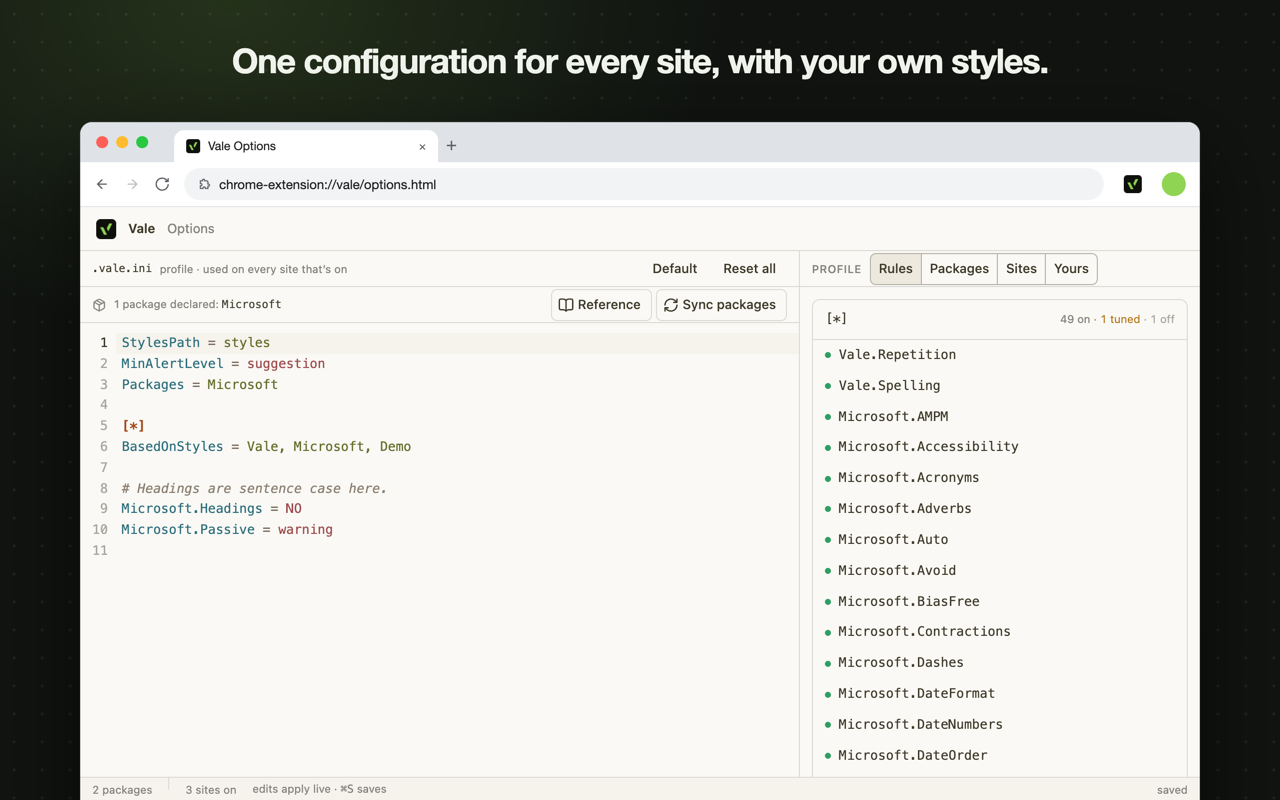 One configuration for every site, with your own styles.
Vale Options
chrome-extension://vale/options.html
Vale Options
.vale.ini profile · used on every site that's on
Default Reset all
PROFILE Rules Packages Sites Yours
1 package declared: Microsoft
Reference Sync packages
1 StylesPath = styles
2 MinAlertLevel = suggestion
3 Packages = Microsoft
4
5 [*]
6 BasedOnStyles = Vale, Microsoft, Demo
7
8 # Headings are sentence case here.
9 Microsoft.Headings = NO
10 Microsoft.Passive = warning
11
[*] 49 on · 1 tuned · 1 off
Vale.Repetition
Vale.Spelling
Microsoft.AMPM
Microsoft.Accessibility
Microsoft.Acronyms
Microsoft.Adverbs
Microsoft.Auto
Microsoft.Avoid
Microsoft.BiasFree
Microsoft.Contractions
Microsoft.Dashes
Microsoft.DateFormat
Microsoft.DateNumbers
Microsoft.DateOrder
2 packages 3 sites on edits apply live · ⌘S saves saved